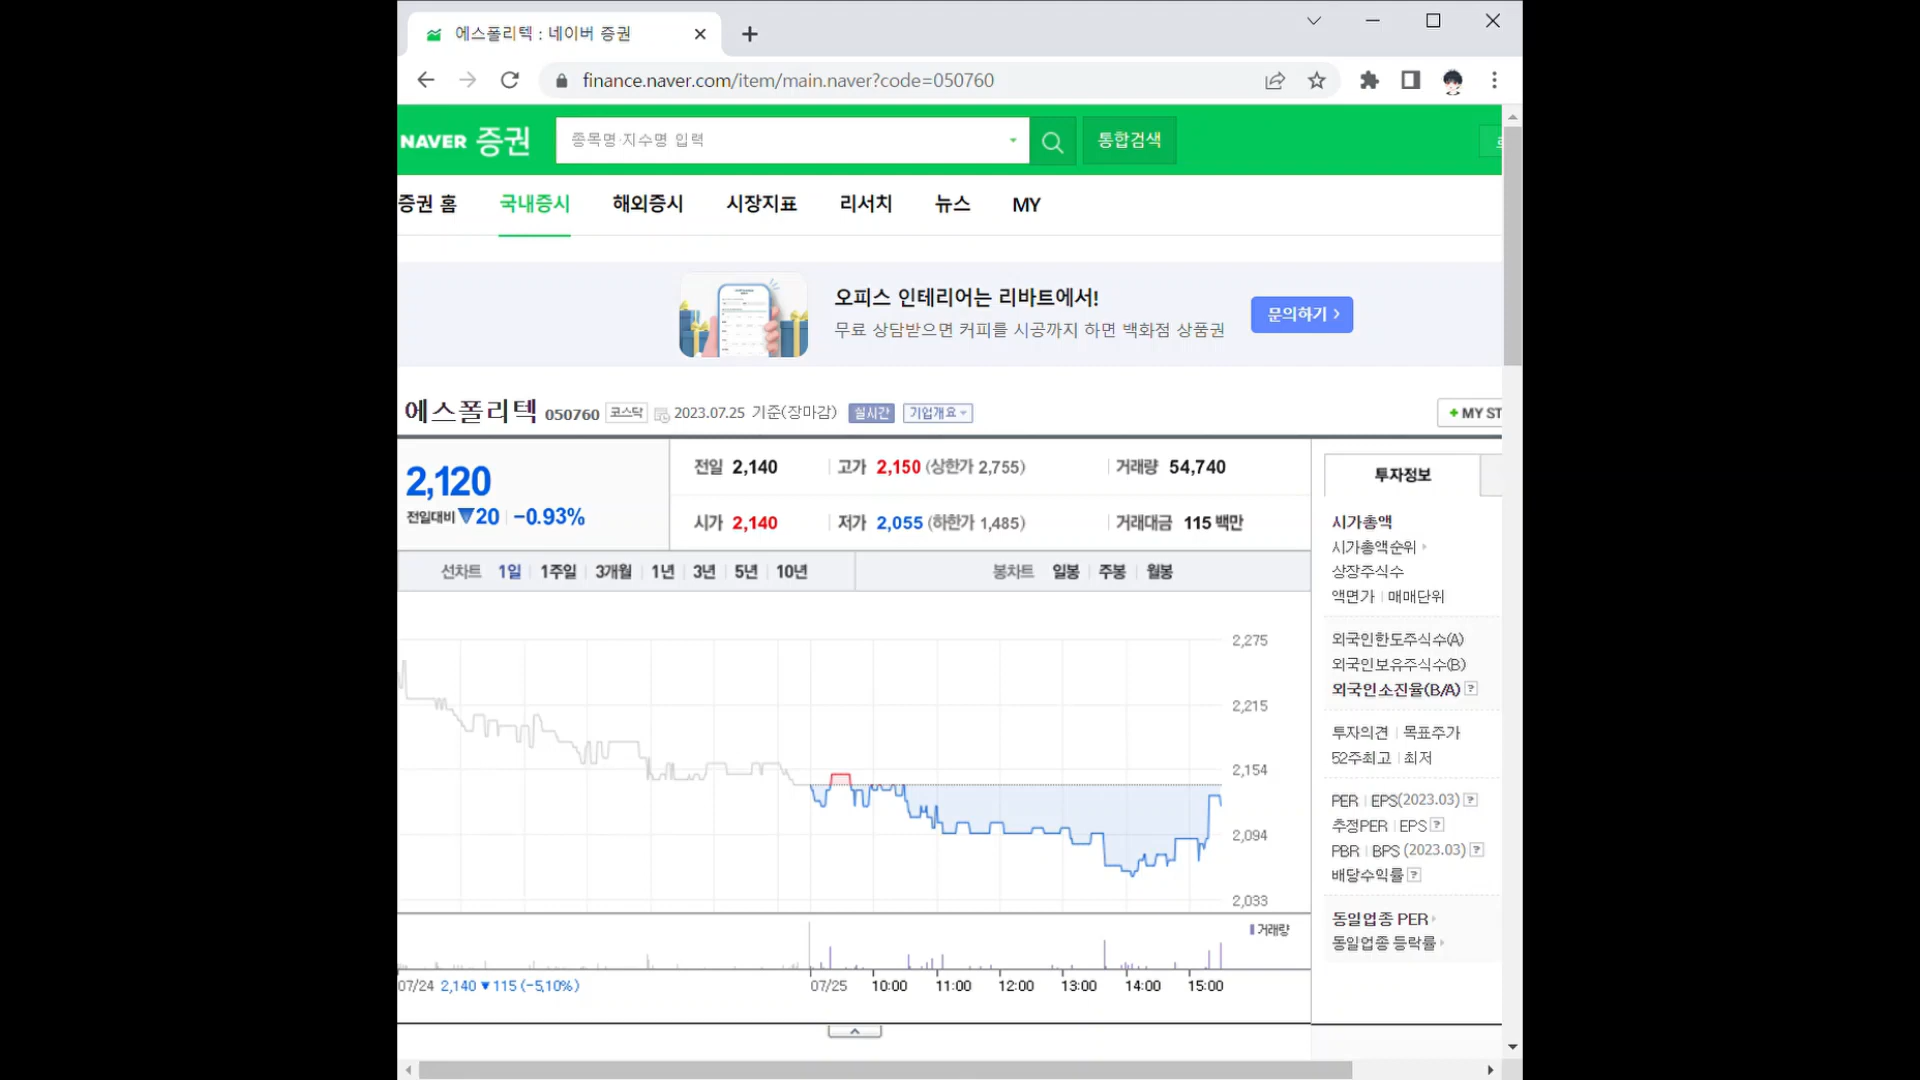 에스폴리텍 : 네이버 증권
finance.naver.com/item/main.naver?code=050760
NAVER 증권
종목명·지수명 입력
통합검색
증권 홈 국내증시 해외증시 시장지표 리서치 뉴스 MY
오피스 인테리어는 리바트에서!
무료 상담받으면 커피를 시공까지 하면 백화점 상품권
문의하기 >
에스폴리텍 050760 코스닥 2023.07.25 기준(장마감) 실시간 기업개요
+ MY ST
2,120
전일대비 ▼20 -0.93%
전일 2,140 고가 2,150 (상한가 2,755) 거래량 54,740
시가 2,140 저가 2,055 (하한가 1,485) 거래대금 115 백만
선차트 1일 1주일 3개월 1년 3년 5년 10년
봉차트 일봉 주봉 월봉
2,275
2,215
2,154
2,094
2,033
거래량
07/24 2,140 ▼115 (-5,10%)
07/25 10:00 11:00 12:00 13:00 14:00 15:00
투자정보
시가총액
시가총액순위
상장주식수
액면가 매매단위
외국인한도주식수(A)
외국인보유주식수(B)
외국인소진율(B/A) ?
투자의견 목표주가
52주최고 최저
PER EPS(2023.03) ?
추정PER EPS ?
PBR BPS (2023.03) ?
배당수익률 ?
동일업종 PER
동일업종 등락률